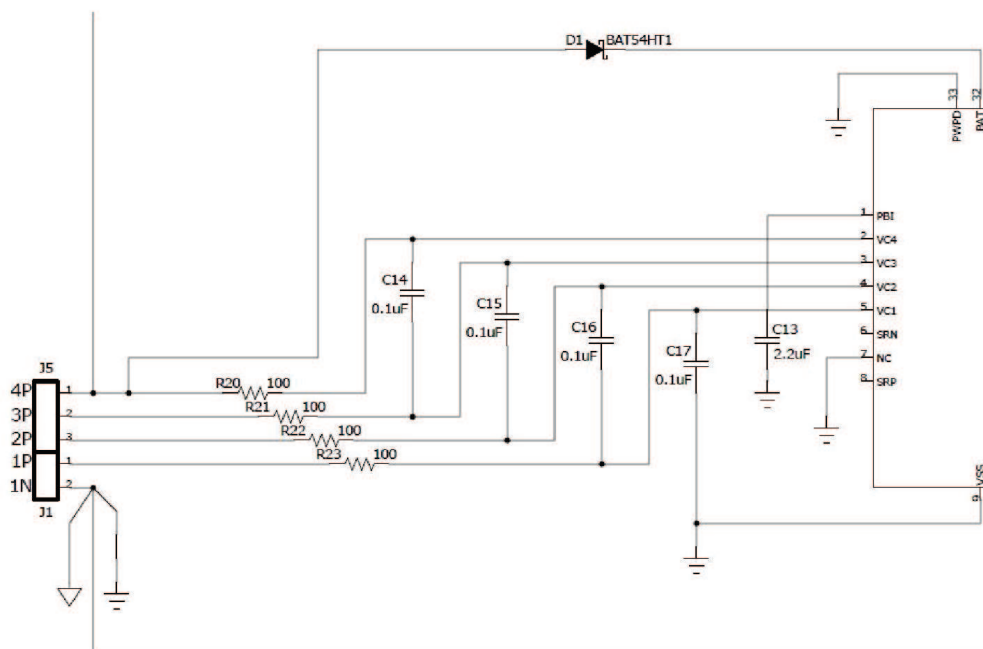 D1 BAT54HT1
33
32
PWPD
BAT
1 PBI
2 VC4
3 VC3
C14
0.1uF
4 VC2
C15
0.1uF
5 VC1
C16
0.1uF
6 SRN
C17
0.1uF
C13
2.2uF
7 NC
8 SRP
J5
4P 1
R20 100
3P 2
R21 100
2P 3
R22 100
1P 1
R23 100
1N 2
J1
VSS
9